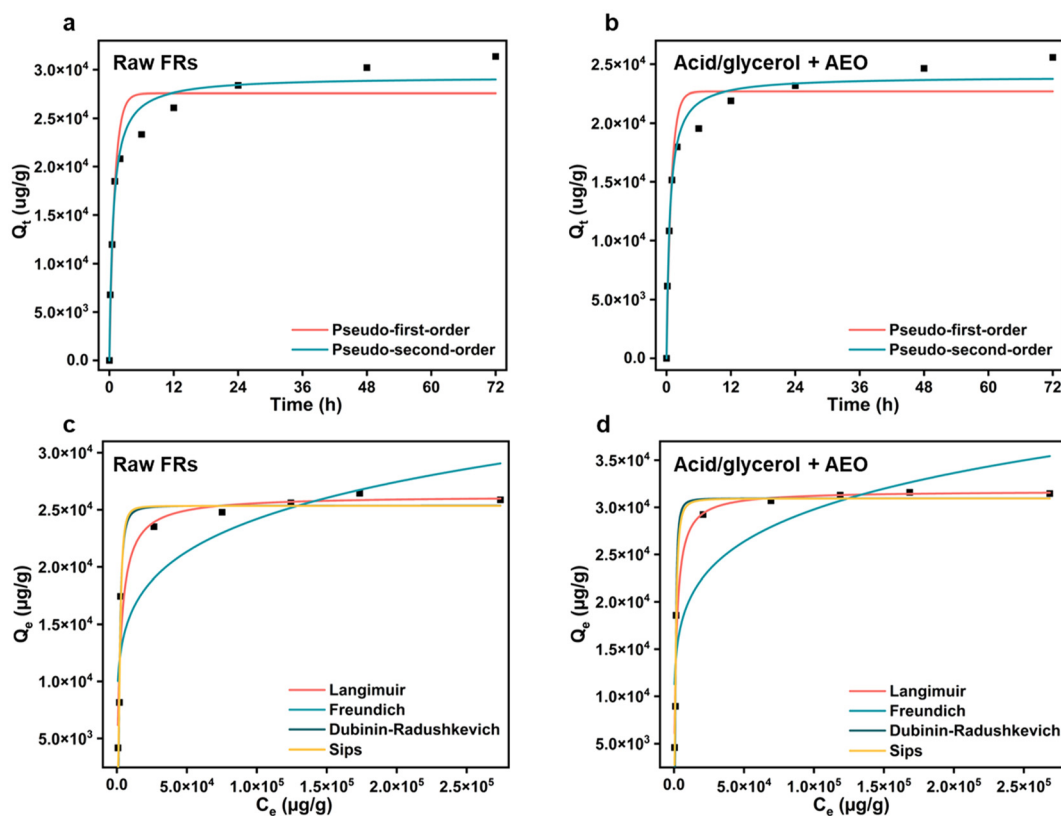 a
Raw FRs
3.0×10⁴
2.5×10⁴
2.0×10⁴
1.5×10⁴
1.0×10⁴
5.0×10³
0.0
Qₜ (ug/g)
Pseudo-first-order
Pseudo-second-order
0 12 24 36 48 60 72
Time (h)
b
Acid/glycerol + AEO
2.5×10⁴
2.0×10⁴
1.5×10⁴
1.0×10⁴
5.0×10³
0.0
Qₜ (ug/g)
Pseudo-first-order
Pseudo-second-order
0 12 24 36 48 60 72
Time (h)
c
Raw FRs
3.0×10⁴
2.5×10⁴
2.0×10⁴
1.5×10⁴
1.0×10⁴
5.0×10³
Qₑ (µg/g)
Langimuir
Freundich
Dubinin-Radushkevich
Sips
0.0 5.0×10⁴ 1.0×10⁵ 1.5×10⁵ 2.0×10⁵ 2.5×10⁵
Cₑ (µg/g)
d
Acid/glycerol + AEO
3.5×10⁴
3.0×10⁴
2.5×10⁴
2.0×10⁴
1.5×10⁴
1.0×10⁴
5.0×10³
Qₑ (µg/g)
Langimuir
Freundich
Dubinin-Radushkevich
Sips
0.0 5.0×10⁴ 1.0×10⁵ 1.5×10⁵ 2.0×10⁵ 2.5×10⁵
Cₑ (µg/g)